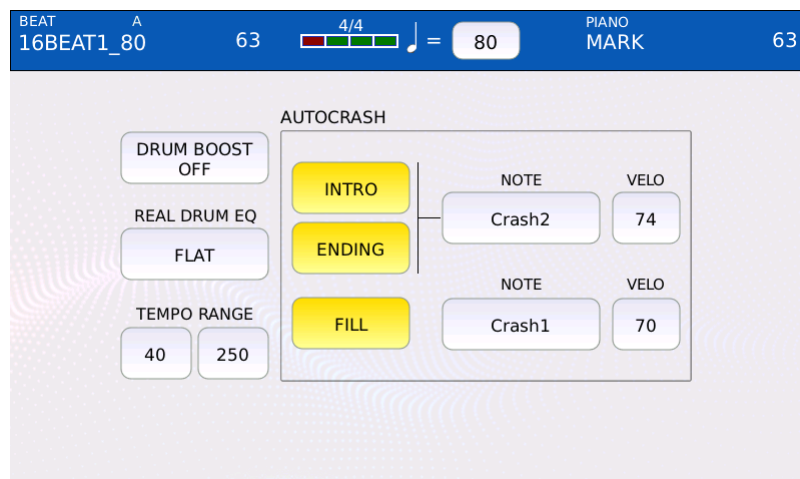 BEAT A
16BEAT1_80 63 4/4 = 80 PIANO
MARK 63
AUTOCRASH
DRUM BOOST
OFF
REAL DRUM EQ
FLAT
TEMPO RANGE
40 250
INTRO
ENDING
NOTE VELO
Crash2 74
FILL
NOTE VELO
Crash1 70